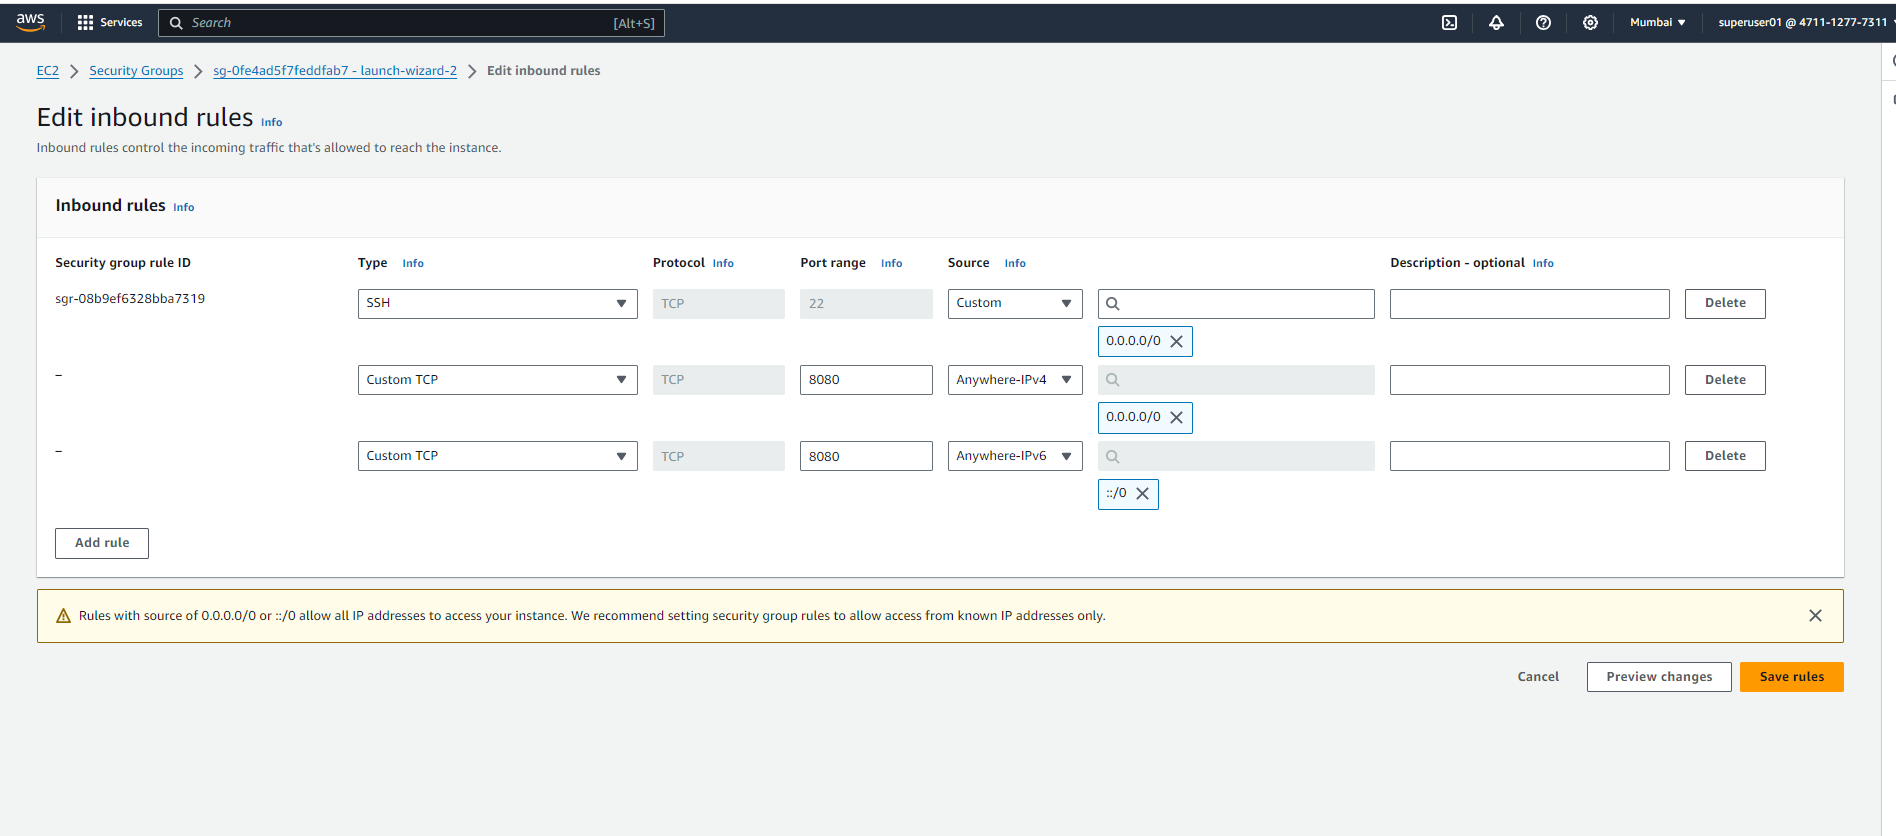 aws Services Search [Alt+S] Mumbai superuser01 @ 4711-1277-7311
EC2 Security Groups sg-0fe4ad5f7feddfab7 - launch-wizard-2 Edit inbound rules
Edit inbound rules Info
Inbound rules control the incoming traffic that's allowed to reach the instance.
Inbound rules Info
Security group rule ID Type Info Protocol Info Port range Info Source Info Description - optional Info
sgr-08b9ef6328bba7319 SSH TCP 22 Custom Delete
0.0.0.0/0
– Custom TCP TCP 8080 Anywhere-IPv4 Delete
0.0.0.0/0
– Custom TCP TCP 8080 Anywhere-IPv6 Delete
::/0
Add rule
Rules with source of 0.0.0.0/0 or ::/0 allow all IP addresses to access your instance. We recommend setting security group rules to allow access from known IP addresses only.
Cancel Preview changes Save rules